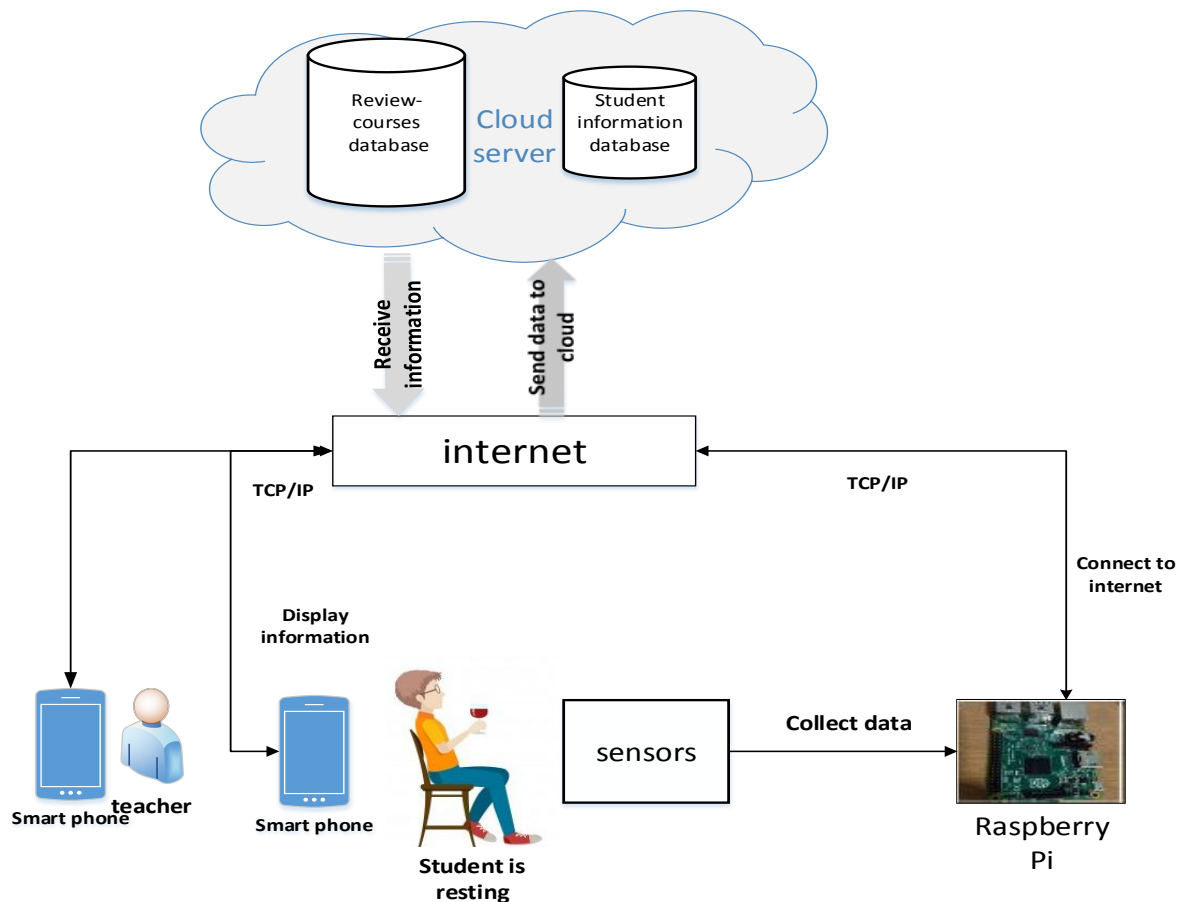 Review-
courses
database
Cloud
server
Student
information
database
Receive
information
Send data to
cloud
internet
TCP/IP
TCP/IP
Connect to
internet
Display
information
Smart phone
teacher
Smart phone
Student is
resting
sensors
Collect data
Raspberry
Pi